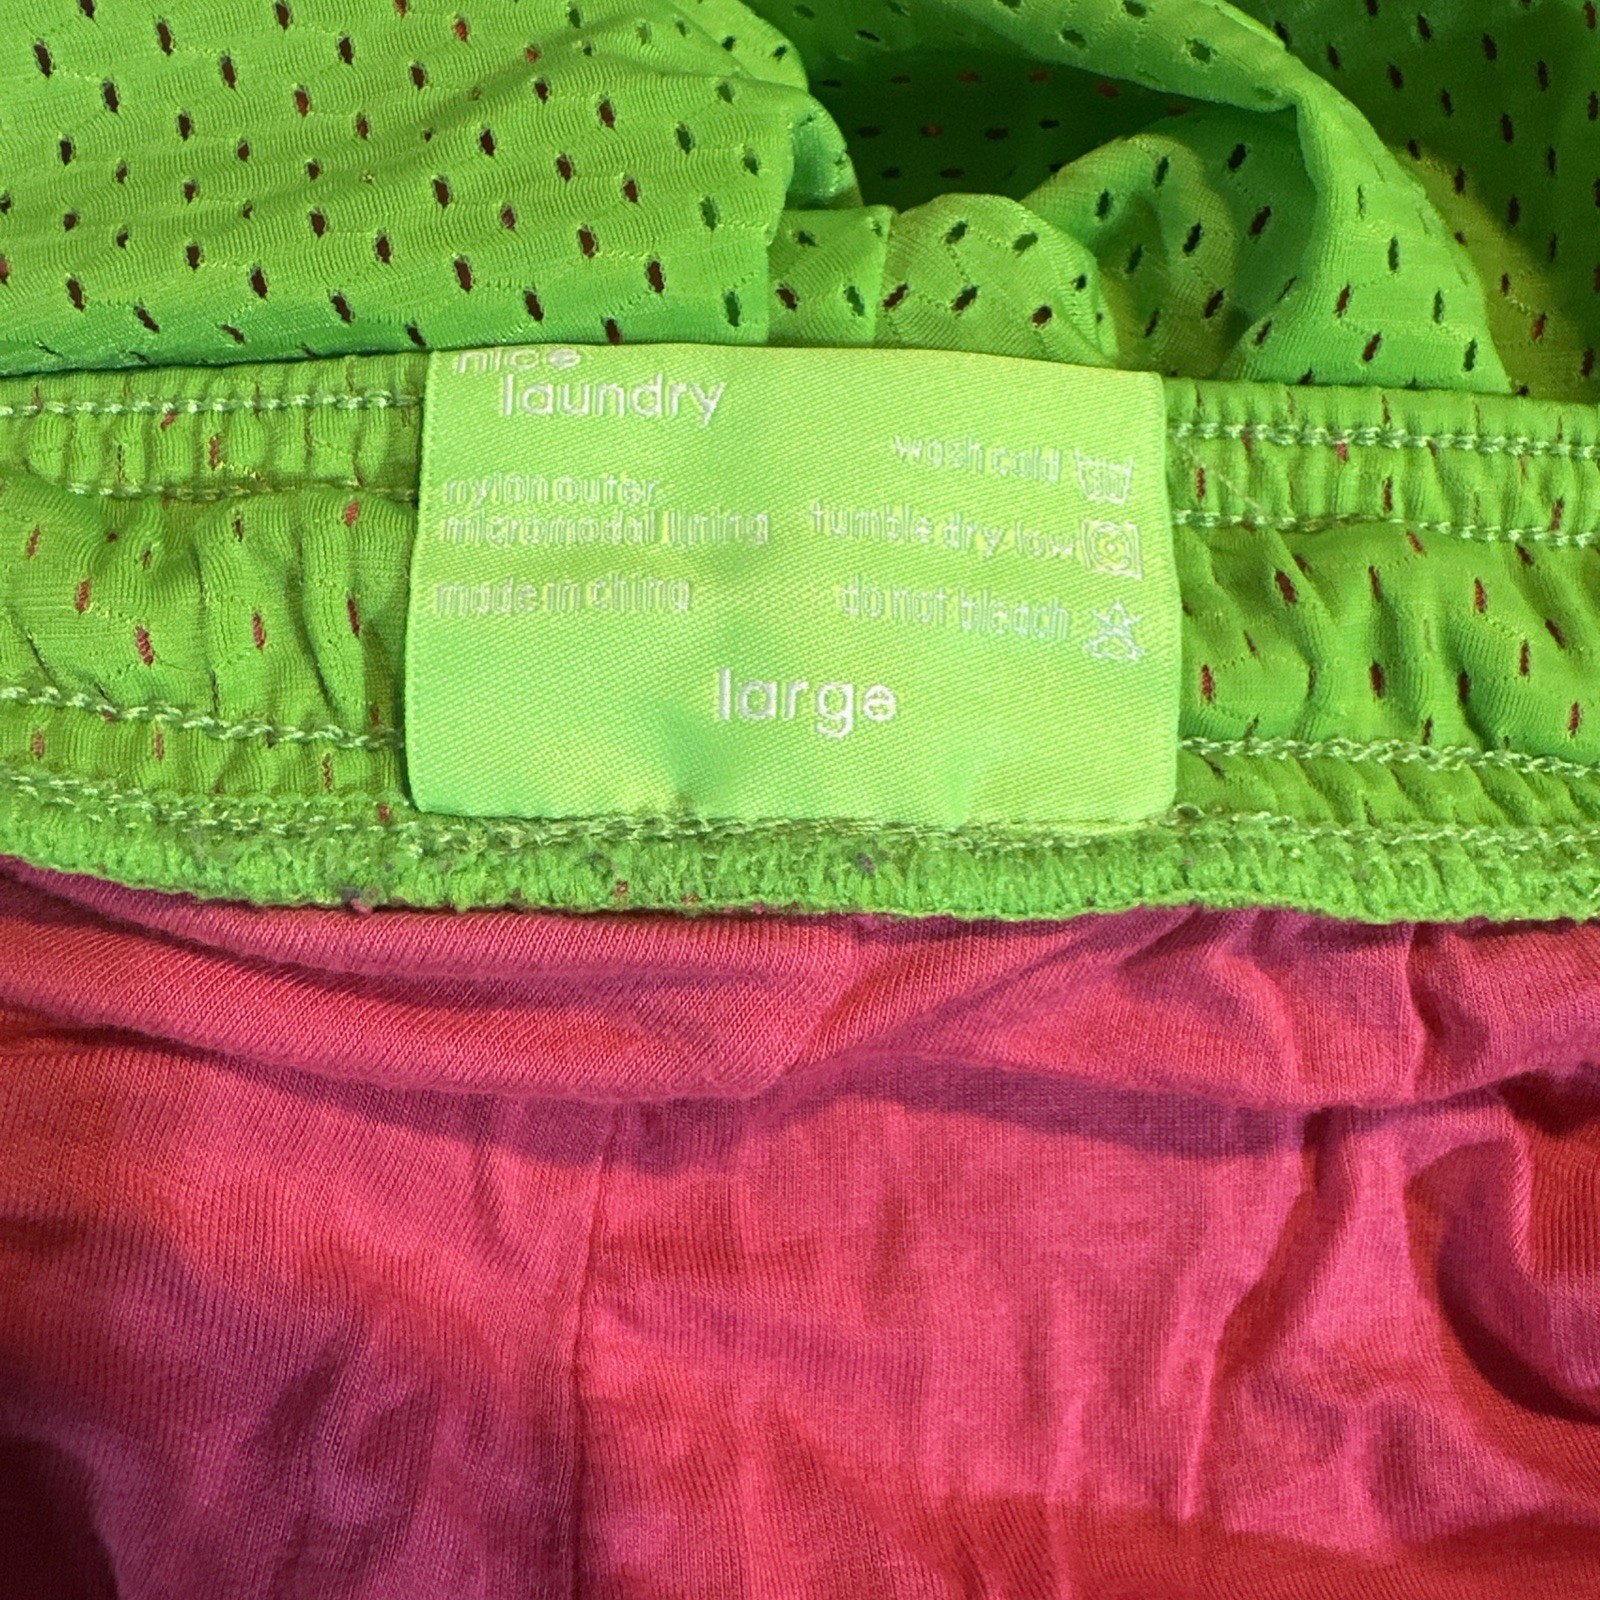 nice
laundry
nylon outer
micromodal lining
made in china
wash cold
tumble dry low
do not bleach
large